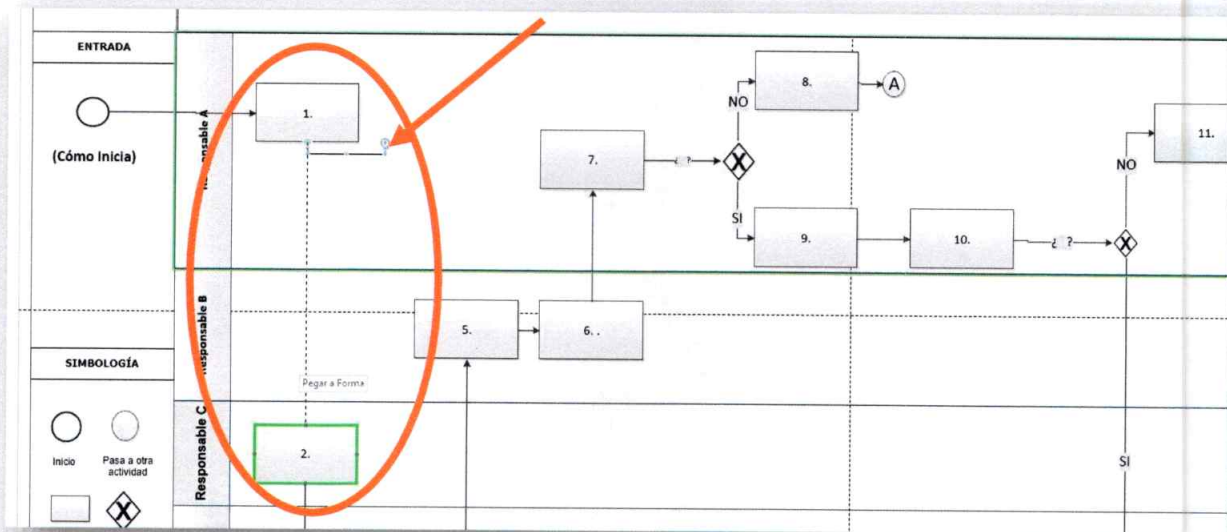 ENTRADA
(Cómo Inicia)
Responsable A
1.
7.
¿ ?
X
NO
8.
A
SI
9.
10.
¿ ?
X
NO
11.
SI
Responsable B
5.
6. .
Pegar a Forma
Responsable C
2.
SIMBOLOGÍA
Inicio
Pasa a otra
actividad
X